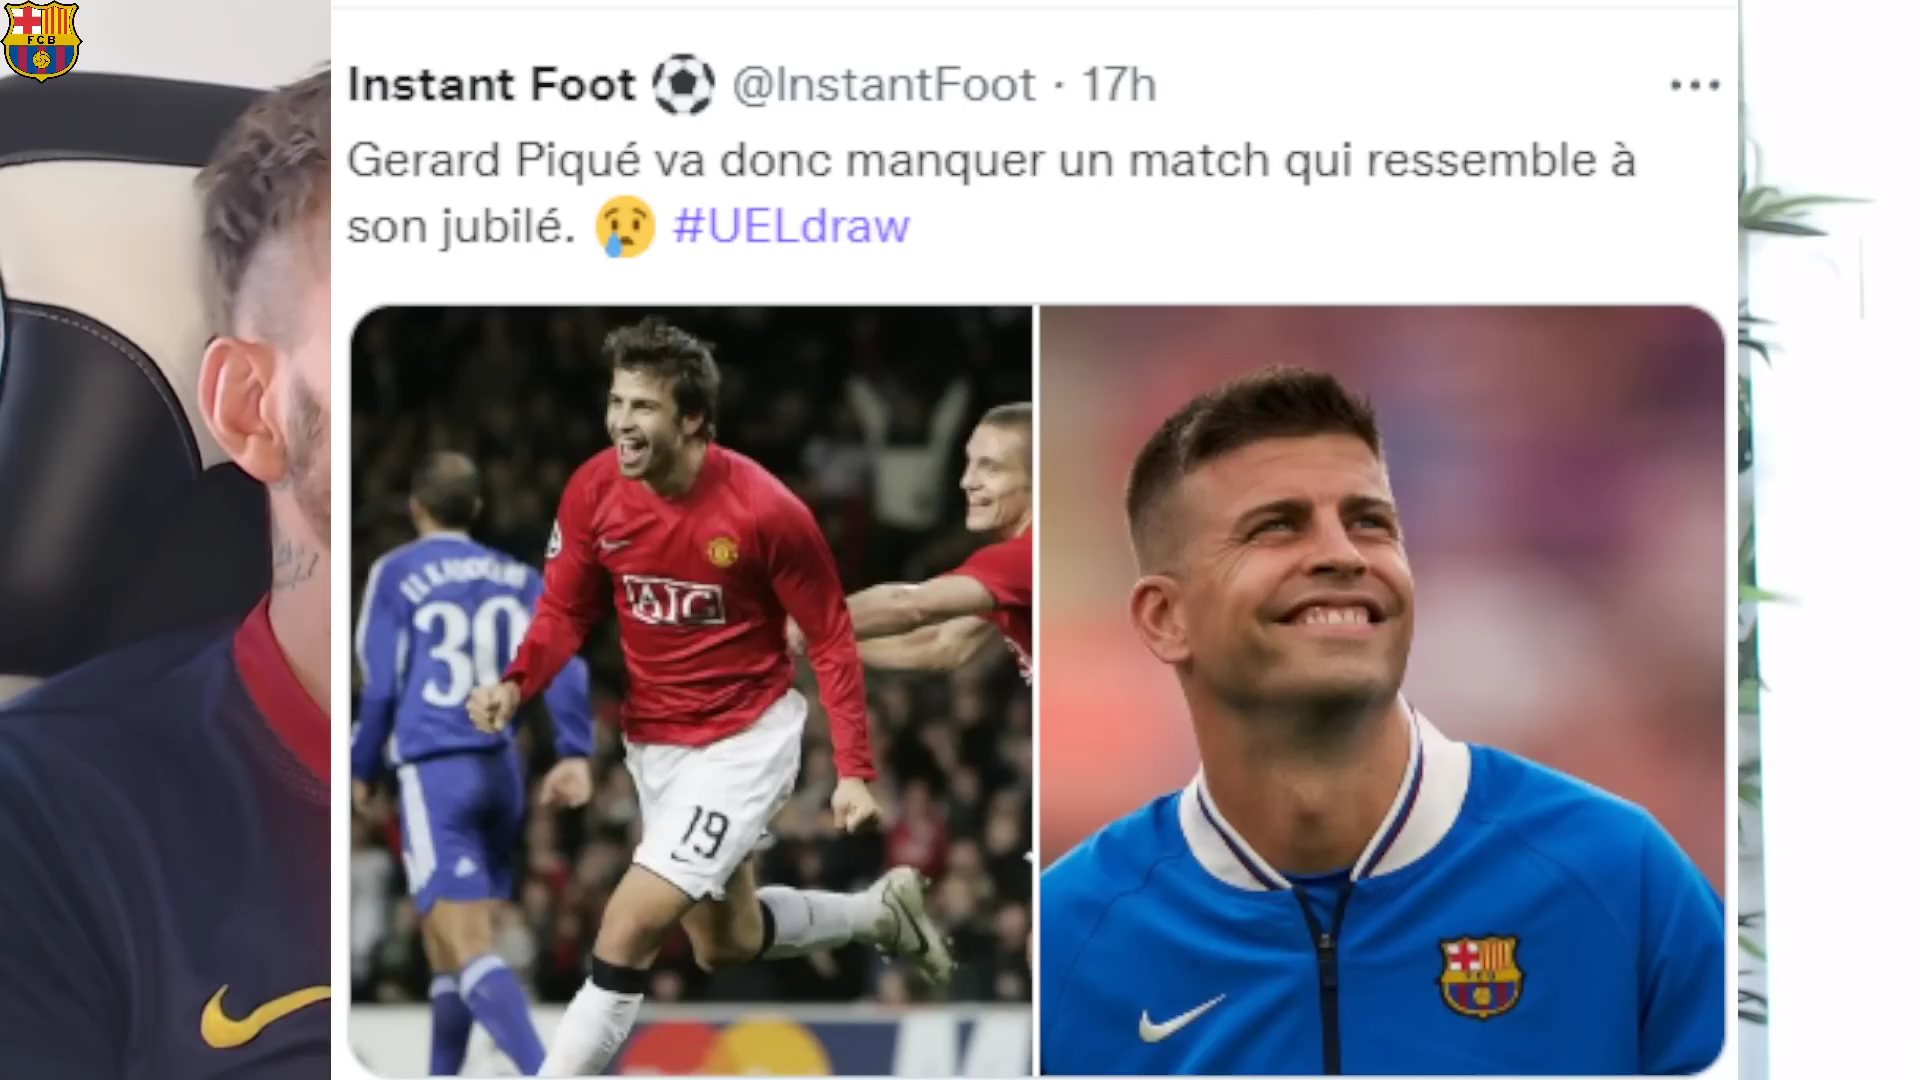 FCB
Instant Foot @InstantFoot · 17h
Gerard Piqué va donc manquer un match qui ressemble à
son jubilé. 😢 #UELdraw
30
AIG
19